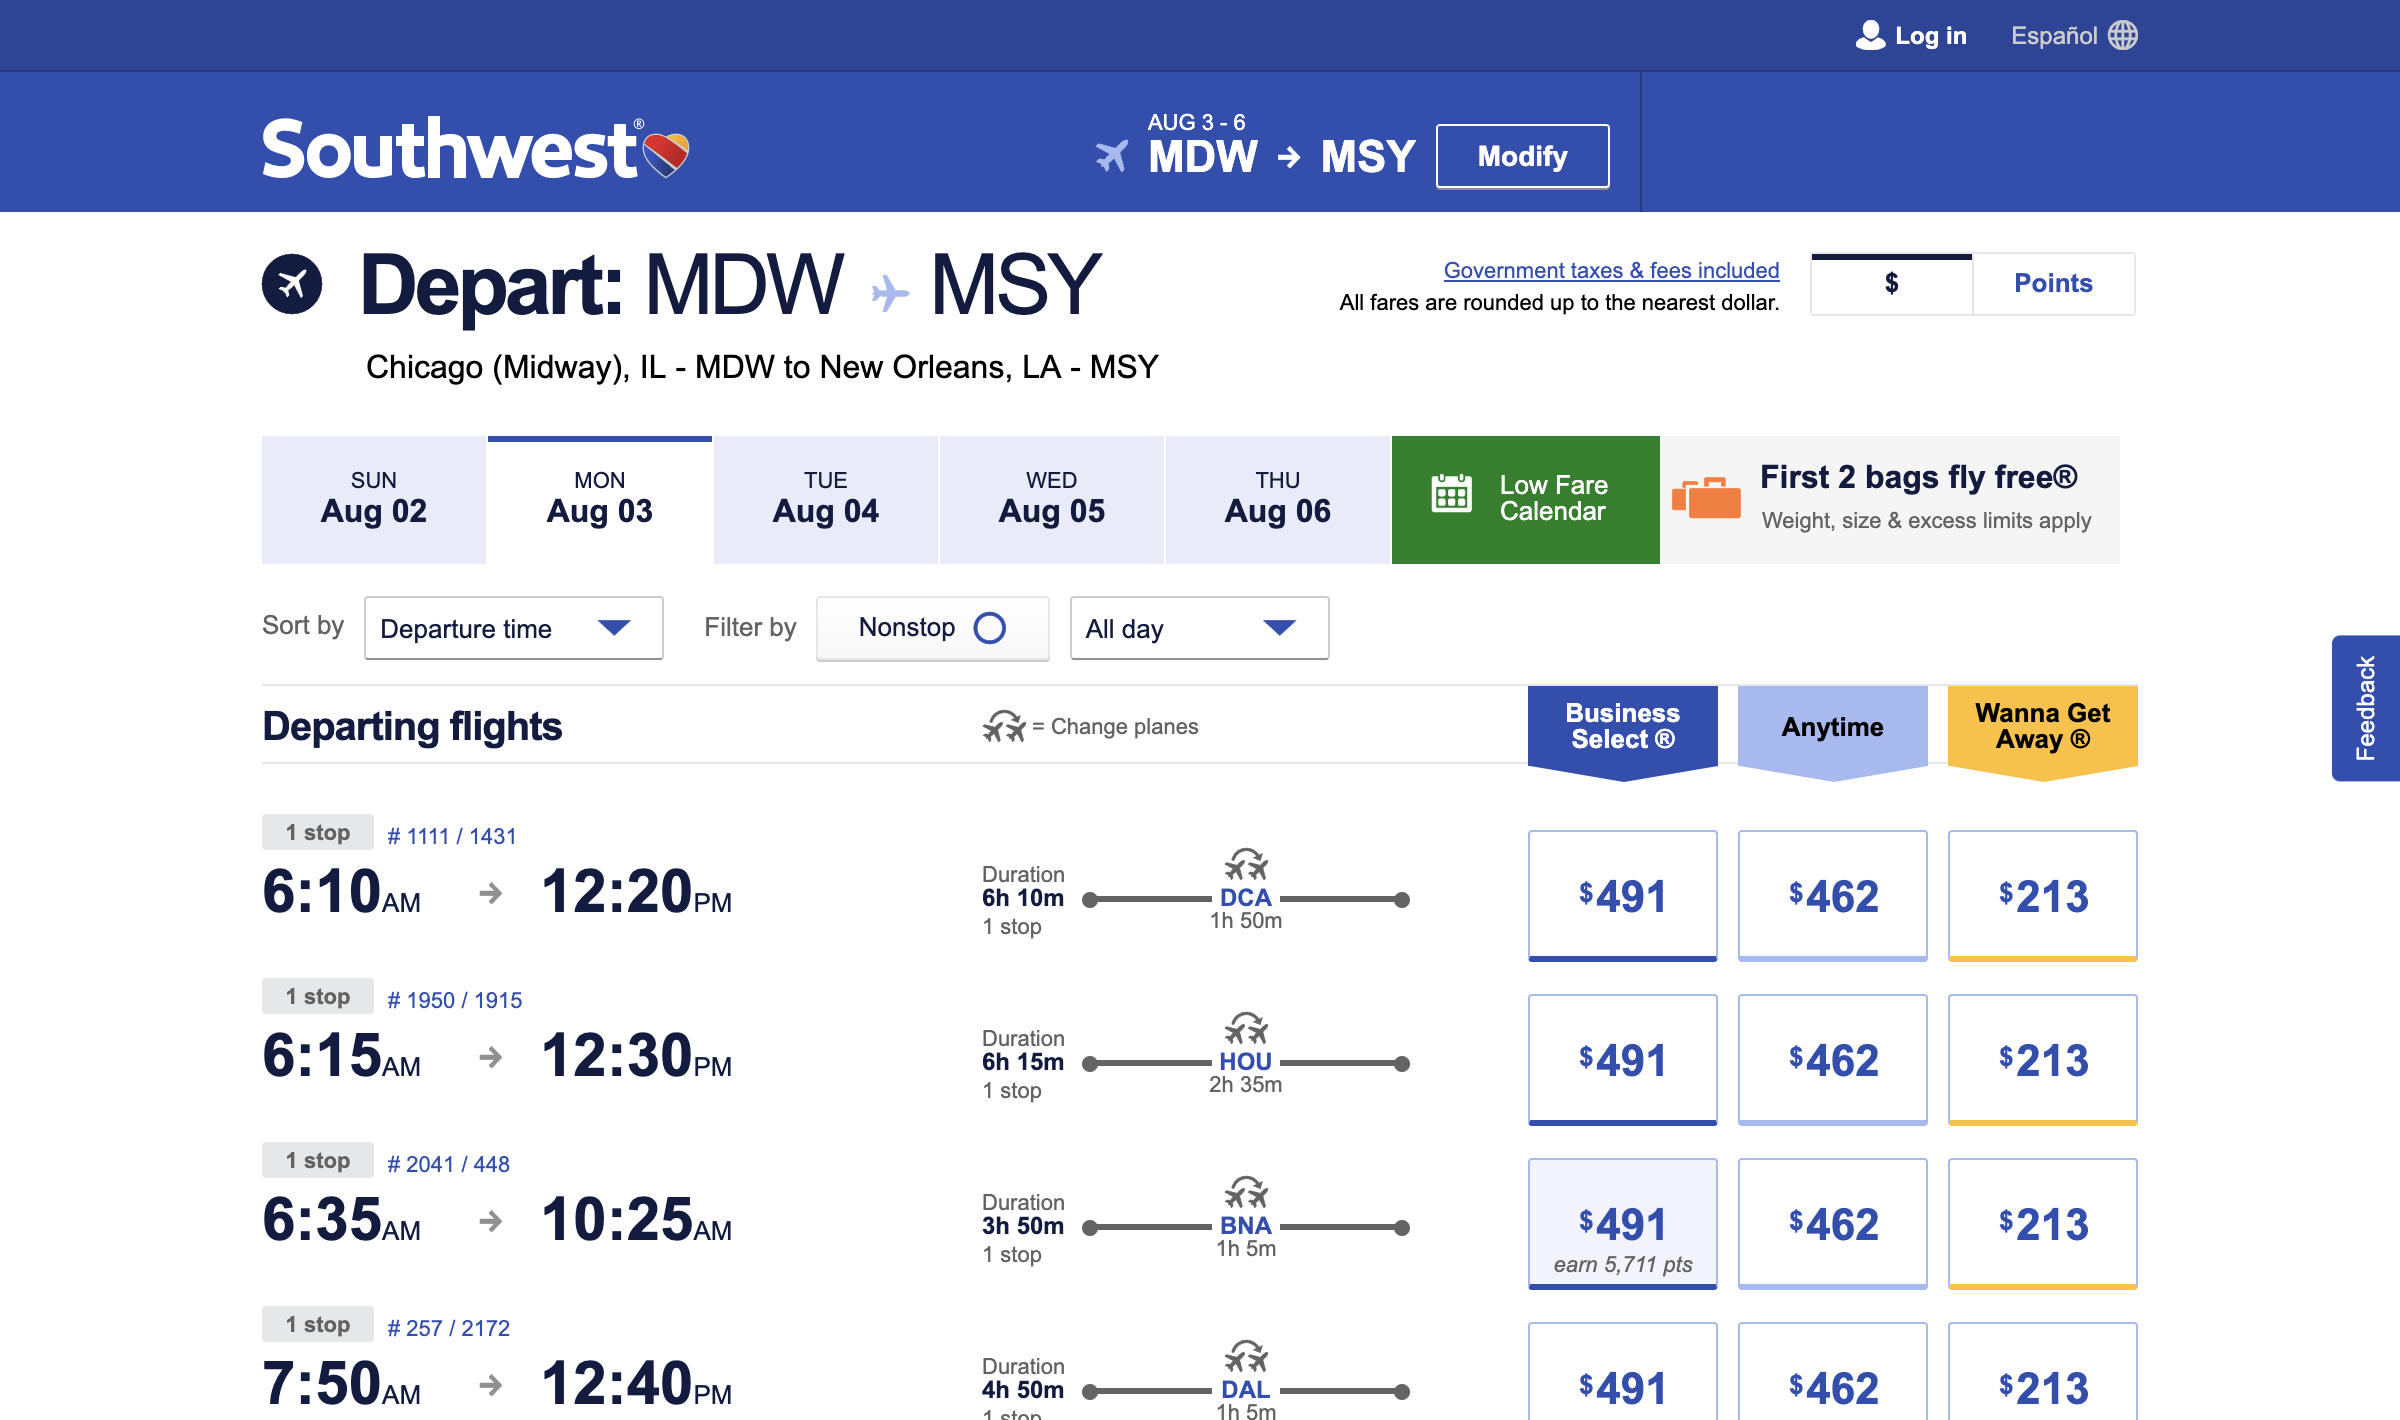 Log in
Español
Southwest®
AUG 3 - 6
MDW → MSY
Modify
Depart: MDW MSY
Government taxes & fees included
All fares are rounded up to the nearest dollar.
$
Points
Chicago (Midway), IL - MDW to New Orleans, LA - MSY
SUN
Aug 02
MON
Aug 03
TUE
Aug 04
WED
Aug 05
THU
Aug 06
Low Fare
Calendar
First 2 bags fly free®
Weight, size & excess limits apply
Sort by
Departure time
Filter by
Nonstop
All day
Feedback
Departing flights
= Change planes
Business
Select ®
Anytime
Wanna Get
Away ®
1 stop
# 1111 / 1431
6:10AM → 12:20PM
Duration
6h 10m
1 stop
DCA
1h 50m
$491
$462
$213
1 stop
# 1950 / 1915
6:15AM → 12:30PM
Duration
6h 15m
1 stop
HOU
2h 35m
$491
$462
$213
1 stop
# 2041 / 448
6:35AM → 10:25AM
Duration
3h 50m
1 stop
BNA
1h 5m
$491
earn 5,711 pts
$462
$213
1 stop
# 257 / 2172
7:50AM → 12:40PM
Duration
4h 50m
1 stop
DAL
1h 5m
$491
$462
$213